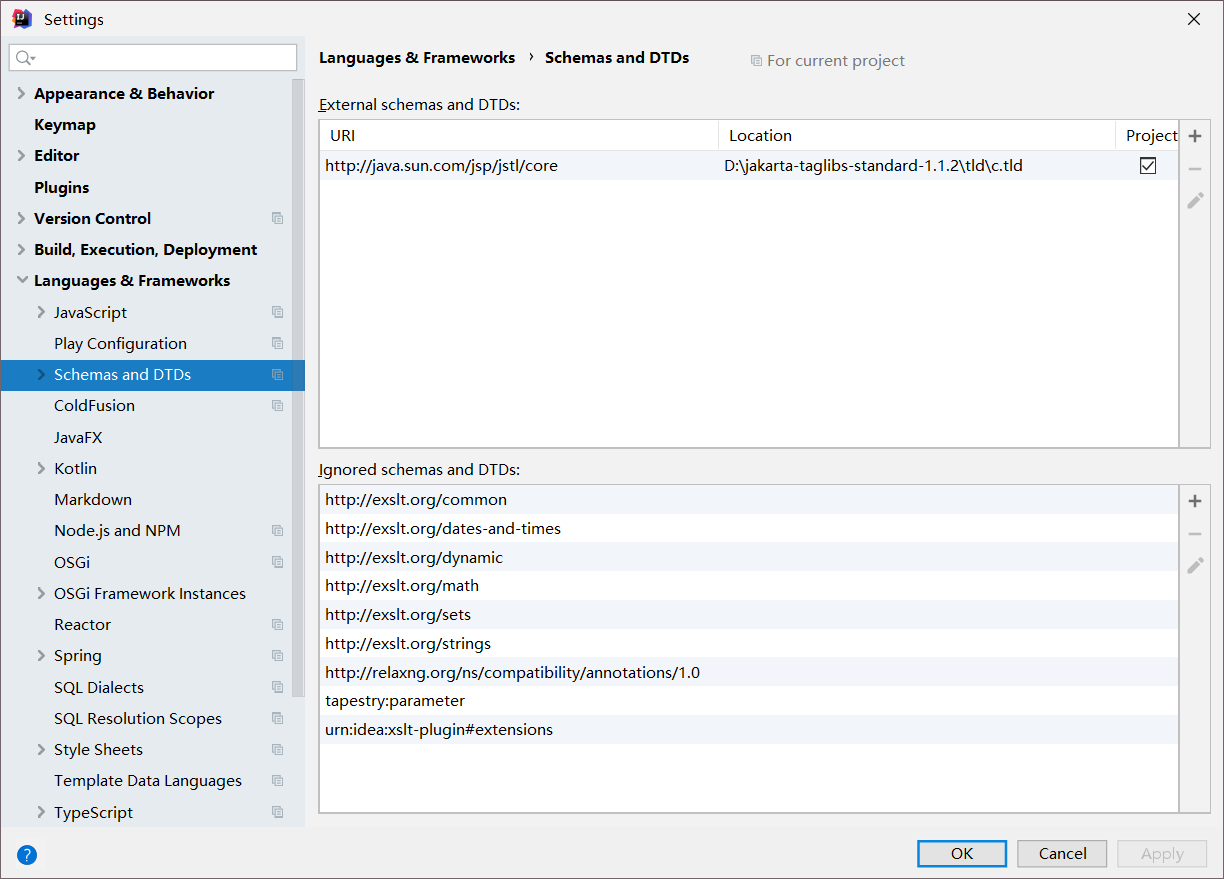 Settings
Appearance & Behavior
Keymap
Editor
Plugins
Version Control
Build, Execution, Deployment
Languages & Frameworks
JavaScript
Play Configuration
Schemas and DTDs
ColdFusion
JavaFX
Kotlin
Markdown
Node.js and NPM
OSGi
OSGi Framework Instances
Reactor
Spring
SQL Dialects
SQL Resolution Scopes
Style Sheets
Template Data Languages
TypeScript
Languages & Frameworks › Schemas and DTDs For current project
External schemas and DTDs:
URI Location Project
http://java.sun.com/jsp/jstl/core D:\jakarta-taglibs-standard-1.1.2\tld\c.tld
Ignored schemas and DTDs:
http://exslt.org/common
http://exslt.org/dates-and-times
http://exslt.org/dynamic
http://exslt.org/math
http://exslt.org/sets
http://exslt.org/strings
http://relaxng.org/ns/compatibility/annotations/1.0
tapestry:parameter
urn:idea:xslt-plugin#extensions
? OK Cancel Apply